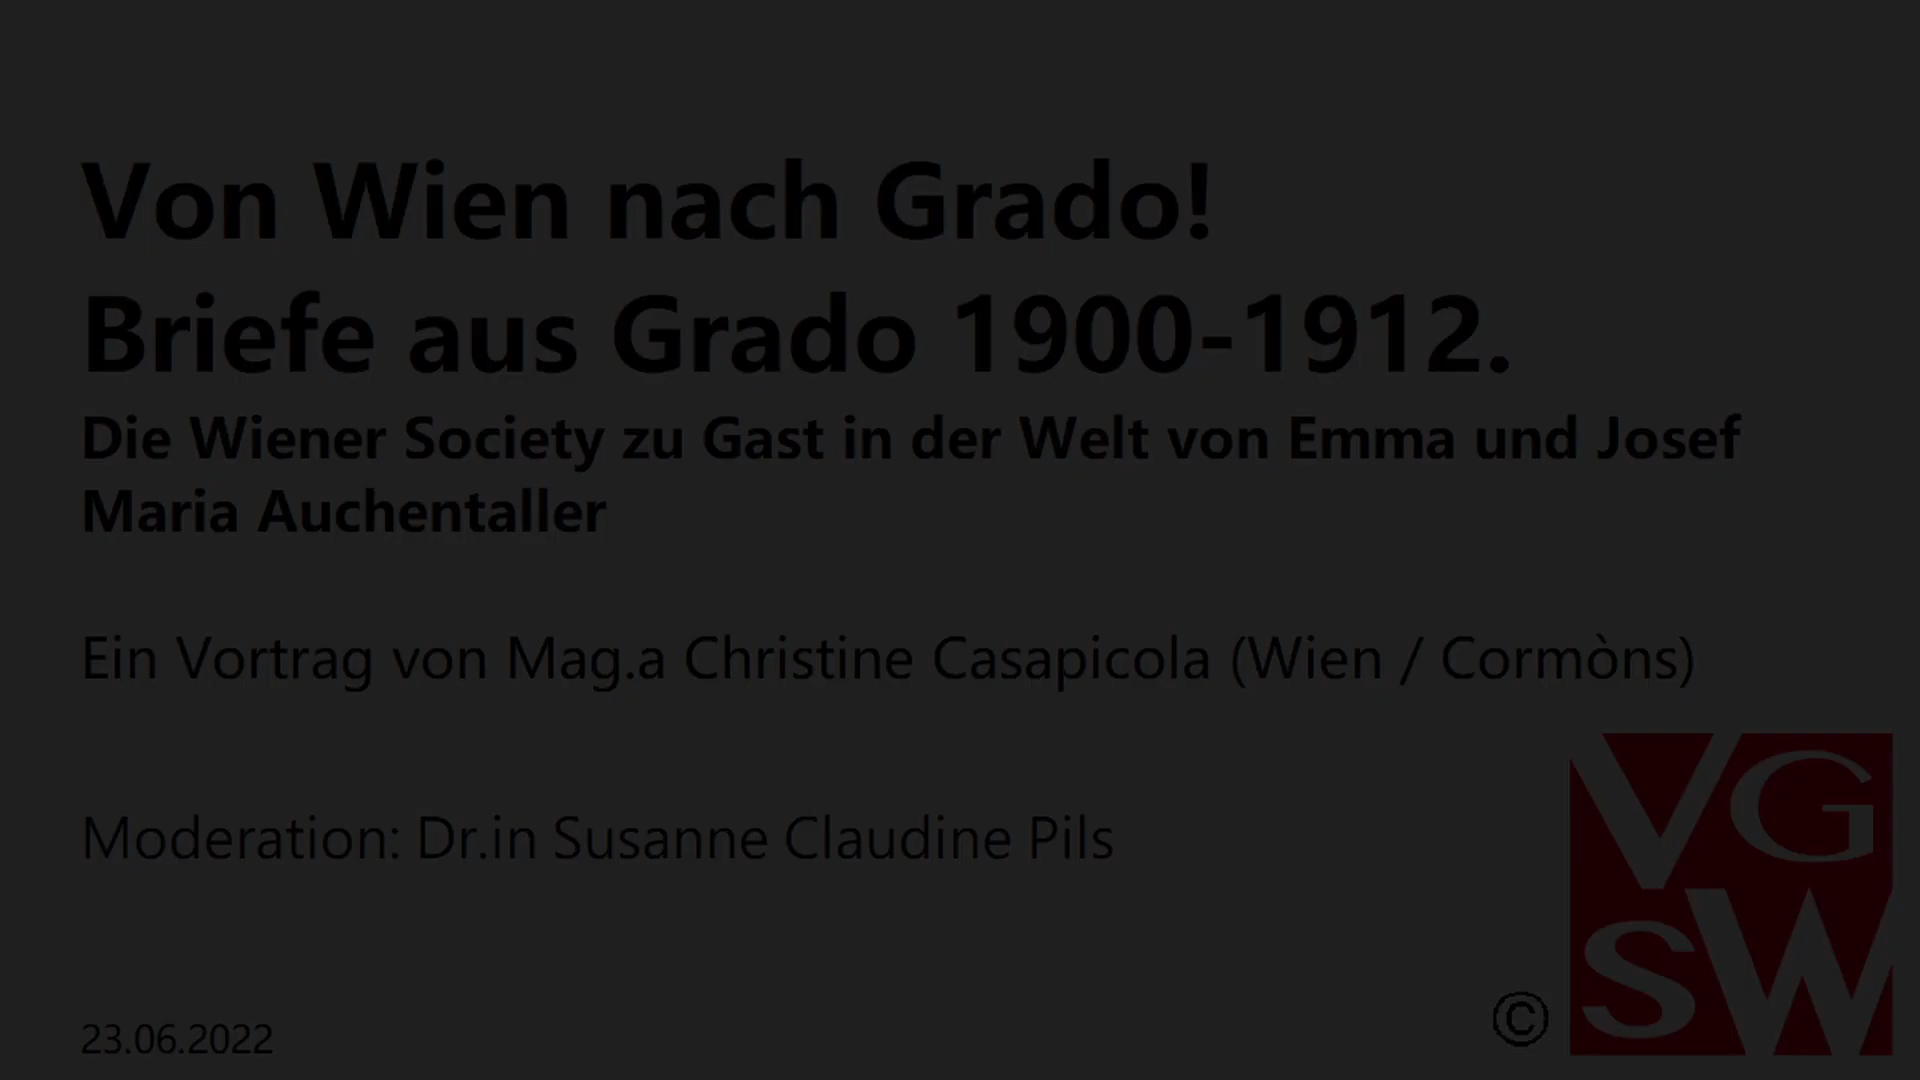 Von Wien nach Grado!
Briefe aus Grado 1900-1912.
Die Wiener Society zu Gast in der Welt von Emma und Josef
Maria Auchentaller
Ein Vortrag von Mag.a Christine Casapicola (Wien / Cormòns)
Moderation: Dr.in Susanne Claudine Pils
VG
SW
23.06.2022 ©